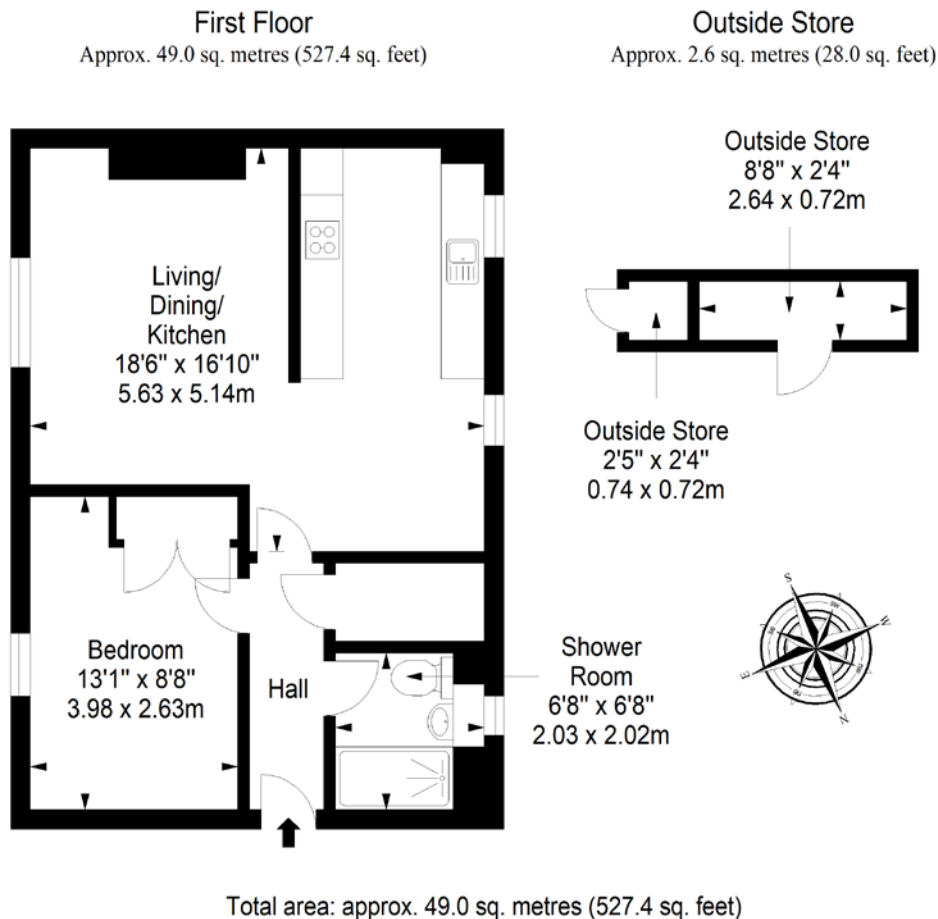 First Floor
Approx. 49.0 sq. metres (527.4 sq. feet)
Outside Store
Approx. 2.6 sq. metres (28.0 sq. feet)
Outside Store
8'8" x 2'4"
2.64 x 0.72m
Living/
Dining/
Kitchen
18'6" x 16'10"
5.63 x 5.14m
Outside Store
2'5" x 2'4"
0.74 x 0.72m
Bedroom
13'1" x 8'8"
3.98 x 2.63m
Hall
Shower
Room
6'8" x 6'8"
2.03 x 2.02m
S
SW
W
E
N
Total area: approx. 49.0 sq. metres (527.4 sq. feet)